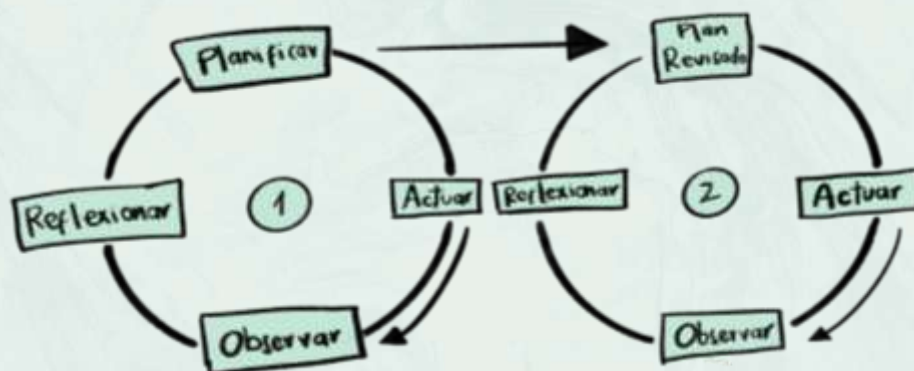 Planificar
Reflexionar
1
Actuar
Observar
Plan
Revisado
Reflexionar
2
Actuar
Observar